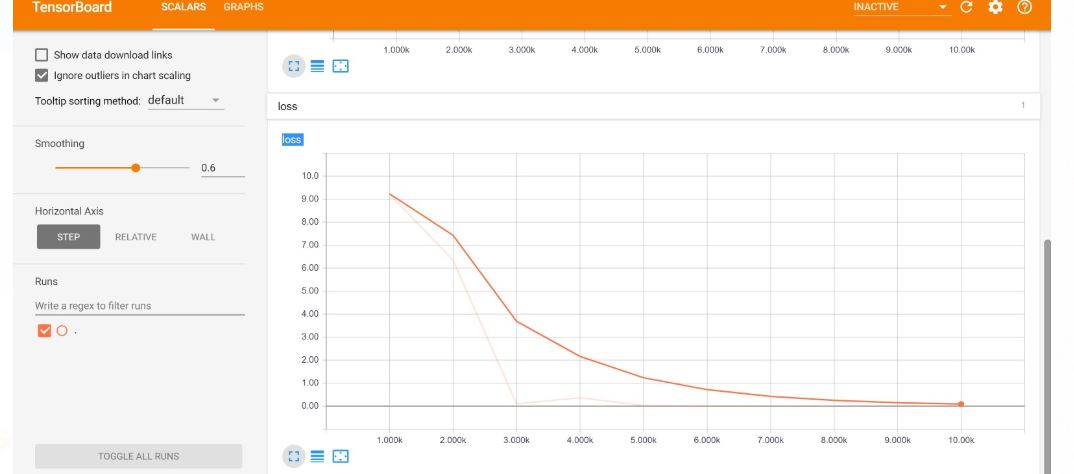 TensorBoard SCALARS GRAPHS INACTIVE
Show data download links
Ignore outliers in chart scaling
Tooltip sorting method: default
Smoothing
0.6
Horizontal Axis
STEP RELATIVE WALL
Runs
Write a regex to filter runs
.
TOGGLE ALL RUNS
1.000k 2.000k 3.000k 4.000k 5.000k 6.000k 7.000k 8.000k 9.000k 10.00k
loss 1
loss
10.0
9.00
8.00
7.00
6.00
5.00
4.00
3.00
2.00
1.00
0.00
1.000k 2.000k 3.000k 4.000k 5.000k 6.000k 7.000k 8.000k 9.000k 10.00k